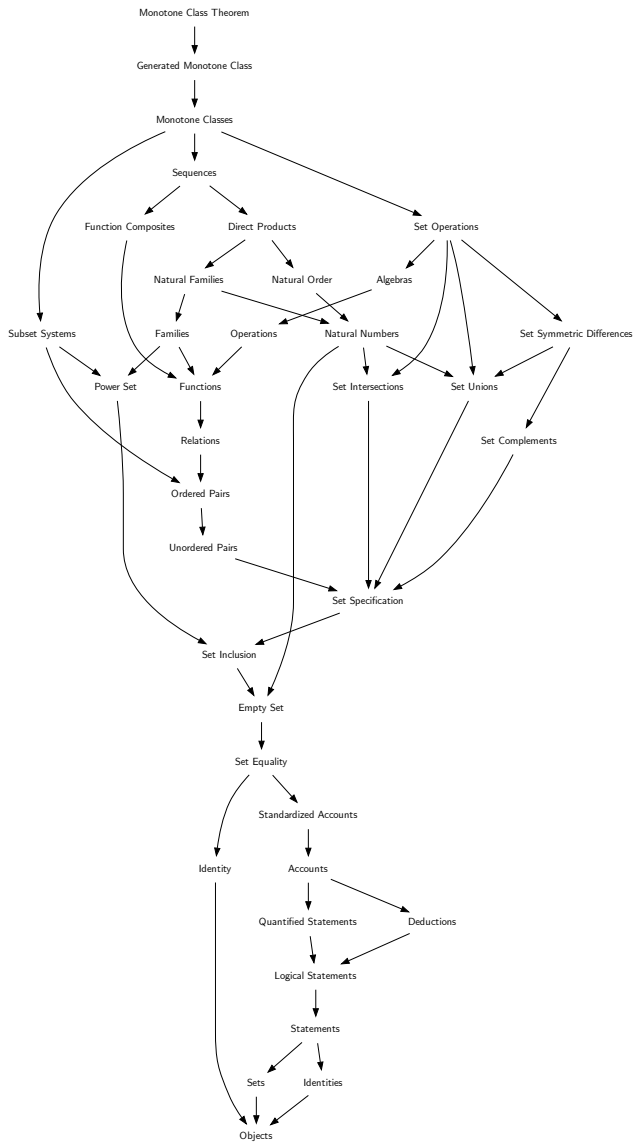 Monotone Class Theorem
Generated Monotone Class
Monotone Classes
Sequences
Function Composites
Direct Products
Set Operations
Natural Families
Natural Order
Algebras
Subset Systems
Families
Operations
Natural Numbers
Set Symmetric Differences
Power Set
Functions
Set Intersections
Set Unions
Relations
Set Complements
Ordered Pairs
Unordered Pairs
Set Specification
Set Inclusion
Empty Set
Set Equality
Standardized Accounts
Identity
Accounts
Quantified Statements
Deductions
Logical Statements
Statements
Sets
Identities
Objects